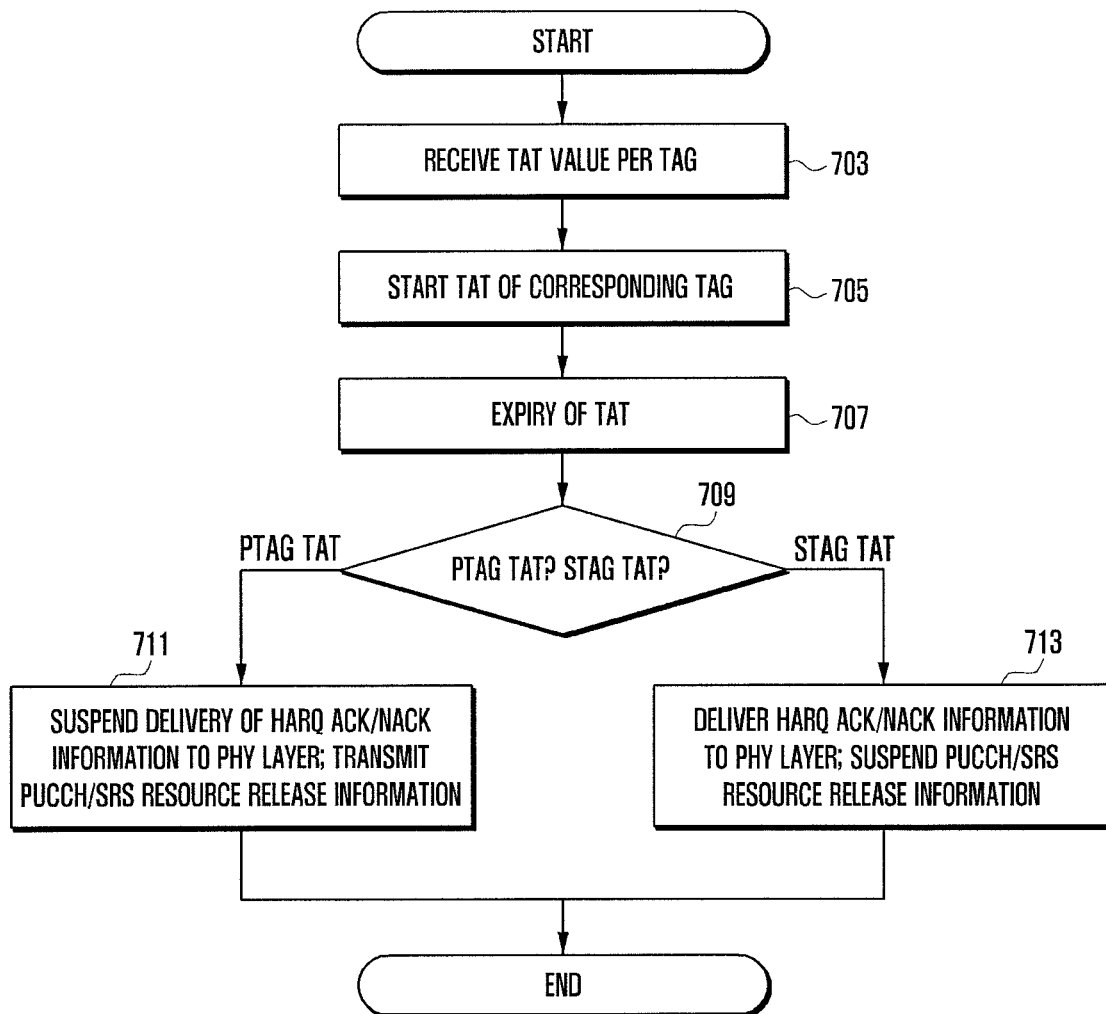 START
RECEIVE TAT VALUE PER TAG
703
START TAT OF CORRESPONDING TAG
705
EXPIRY OF TAT
707
709
PTAG TAT
PTAG TAT? STAG TAT?
STAG TAT
711
SUSPEND DELIVERY OF HARQ ACK/NACK
INFORMATION TO PHY LAYER; TRANSMIT
PUCCH/SRS RESOURCE RELEASE INFORMATION
713
DELIVER HARQ ACK/NACK INFORMATION
TO PHY LAYER; SUSPEND PUCCH/SRS
RESOURCE RELEASE INFORMATION
END